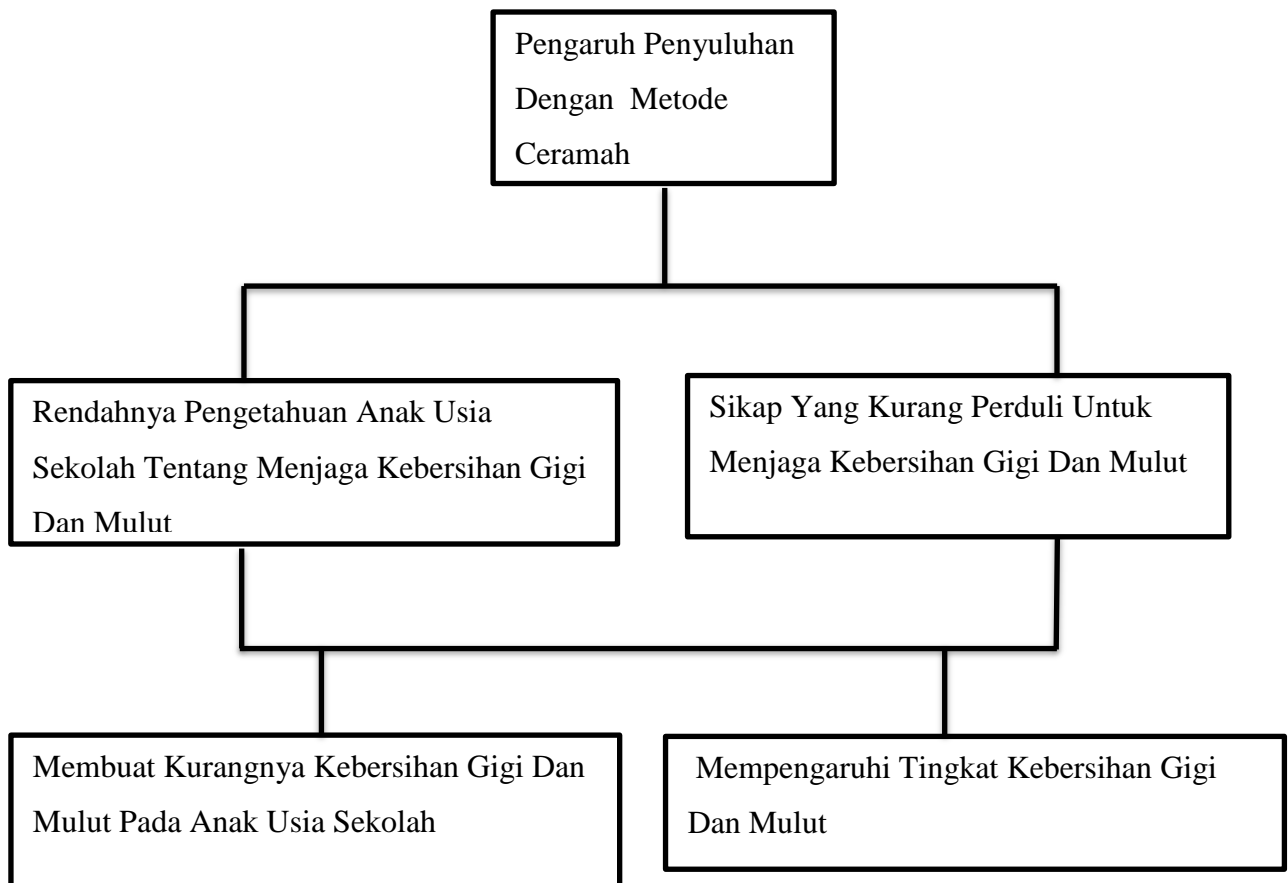 Pengaruh Penyuluhan
Dengan Metode
Ceramah
Rendahnya Pengetahuan Anak Usia
Sekolah Tentang Menjaga Kebersihan Gigi
Dan Mulut
Sikap Yang Kurang Perduli Untuk
Menjaga Kebersihan Gigi Dan Mulut
Membuat Kurangnya Kebersihan Gigi Dan
Mulut Pada Anak Usia Sekolah
Mempengaruhi Tingkat Kebersihan Gigi
Dan Mulut